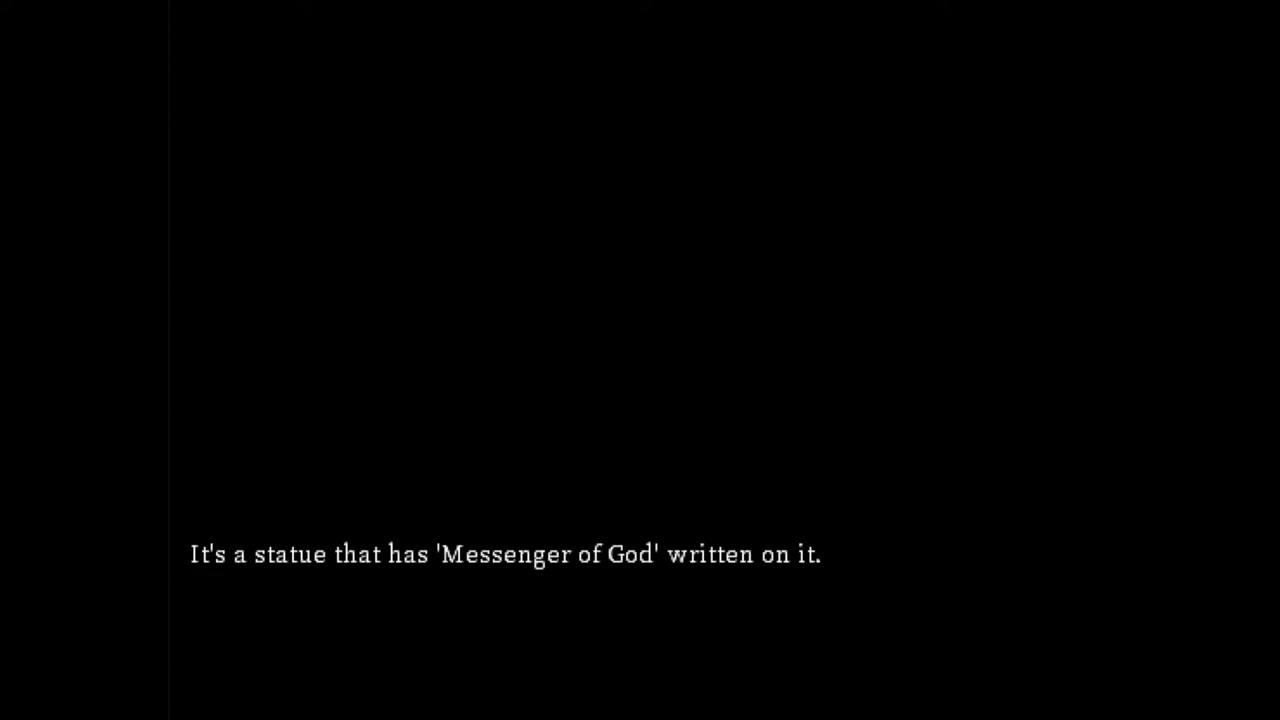 It's a statue that has 'Messenger of God' written on it.